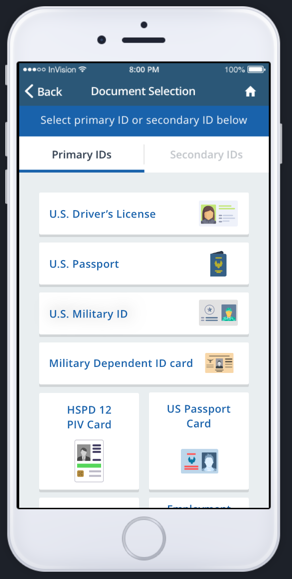 InVision 8:00 PM 100%
Back Document Selection
Select primary ID or secondary ID below
Primary IDs Secondary IDs
U.S. Driver's License
U.S. Passport
U.S. Military ID
Military Dependent ID card
HSPD 12
PIV Card
US Passport
Card
Employment